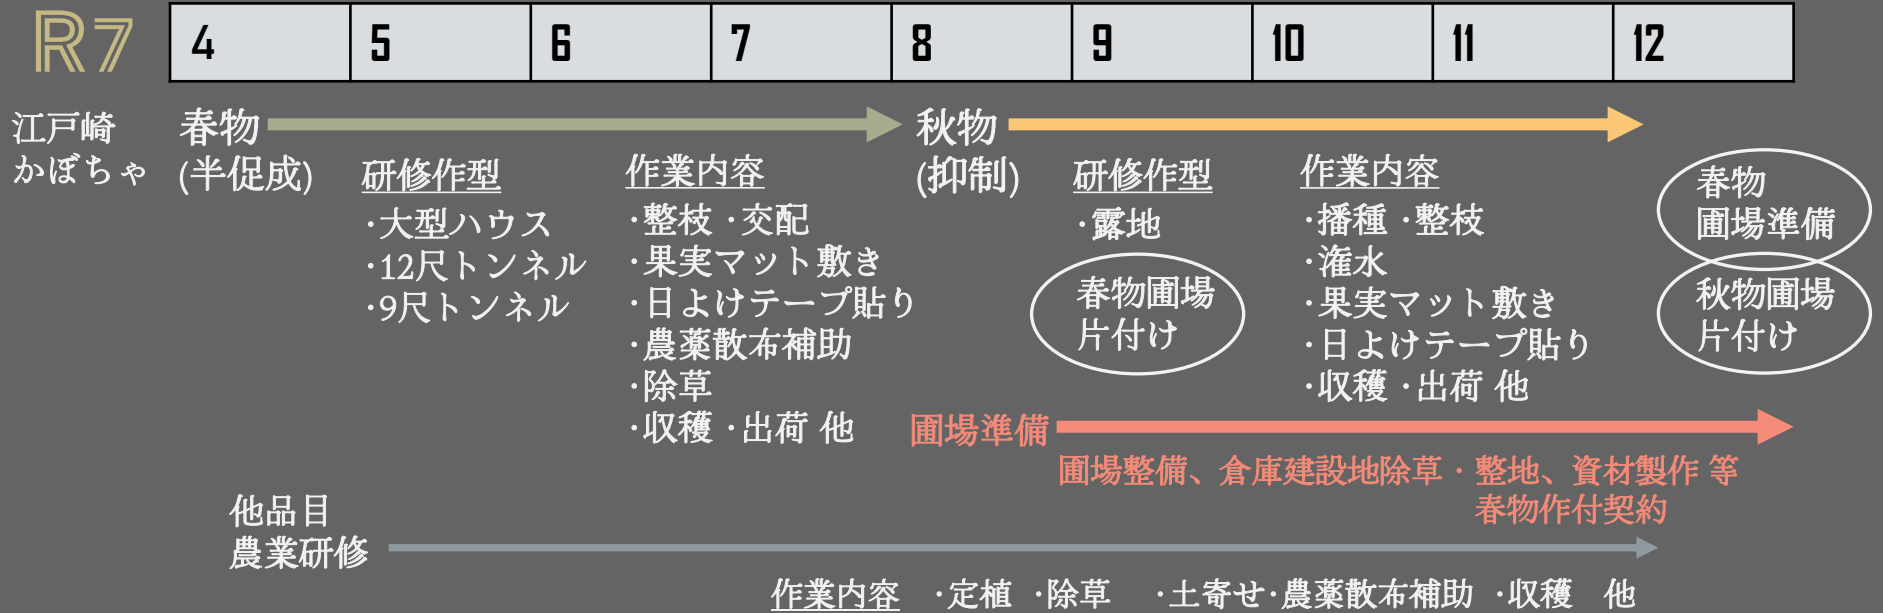 R7 4 5 6 7 8 9 10 11 12
江戸崎
かぼちゃ
春物
(半促成)
研修作型
・大型ハウス
・12尺トンネル
・9尺トンネル
作業内容
・整枝 ・交配
・果実マット敷き
・日よけテープ貼り
・農薬散布補助
・除草
・収穫 ・出荷 他
秋物
(抑制)
研修作型
・露地
春物圃場
片付け
作業内容
・播種 ・整枝
・潅水
・果実マット敷き
・日よけテープ貼り
・収穫 ・出荷 他
春物
圃場準備
秋物圃場
片付け
圃場準備
圃場整備、倉庫建設地除草・整地、資材製作 等
春物作付契約
他品目
農業研修
作業内容 ・定植 ・除草 ・土寄せ・農薬散布補助 ・収穫 他